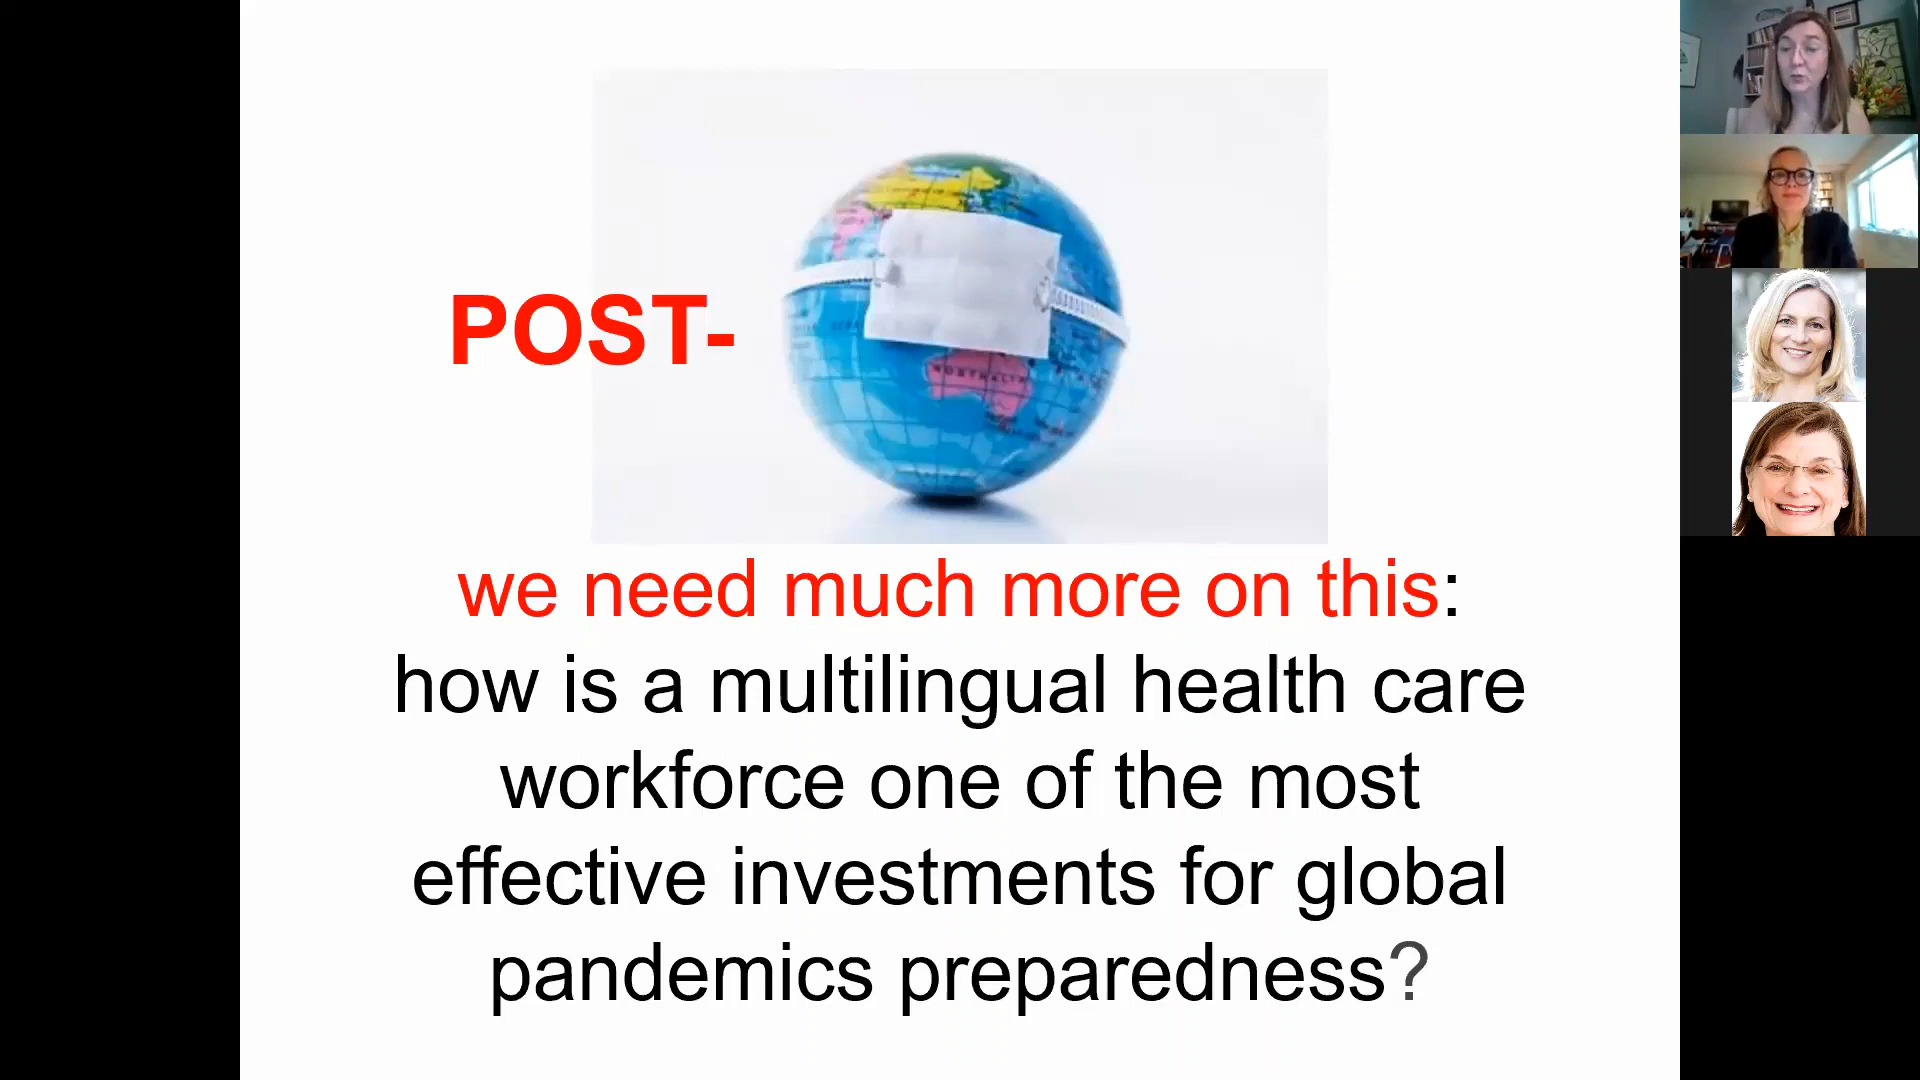 POST-
AUSTRALIA
we need much more on this:
how is a multilingual health care
workforce one of the most
effective investments for global
pandemics preparedness?